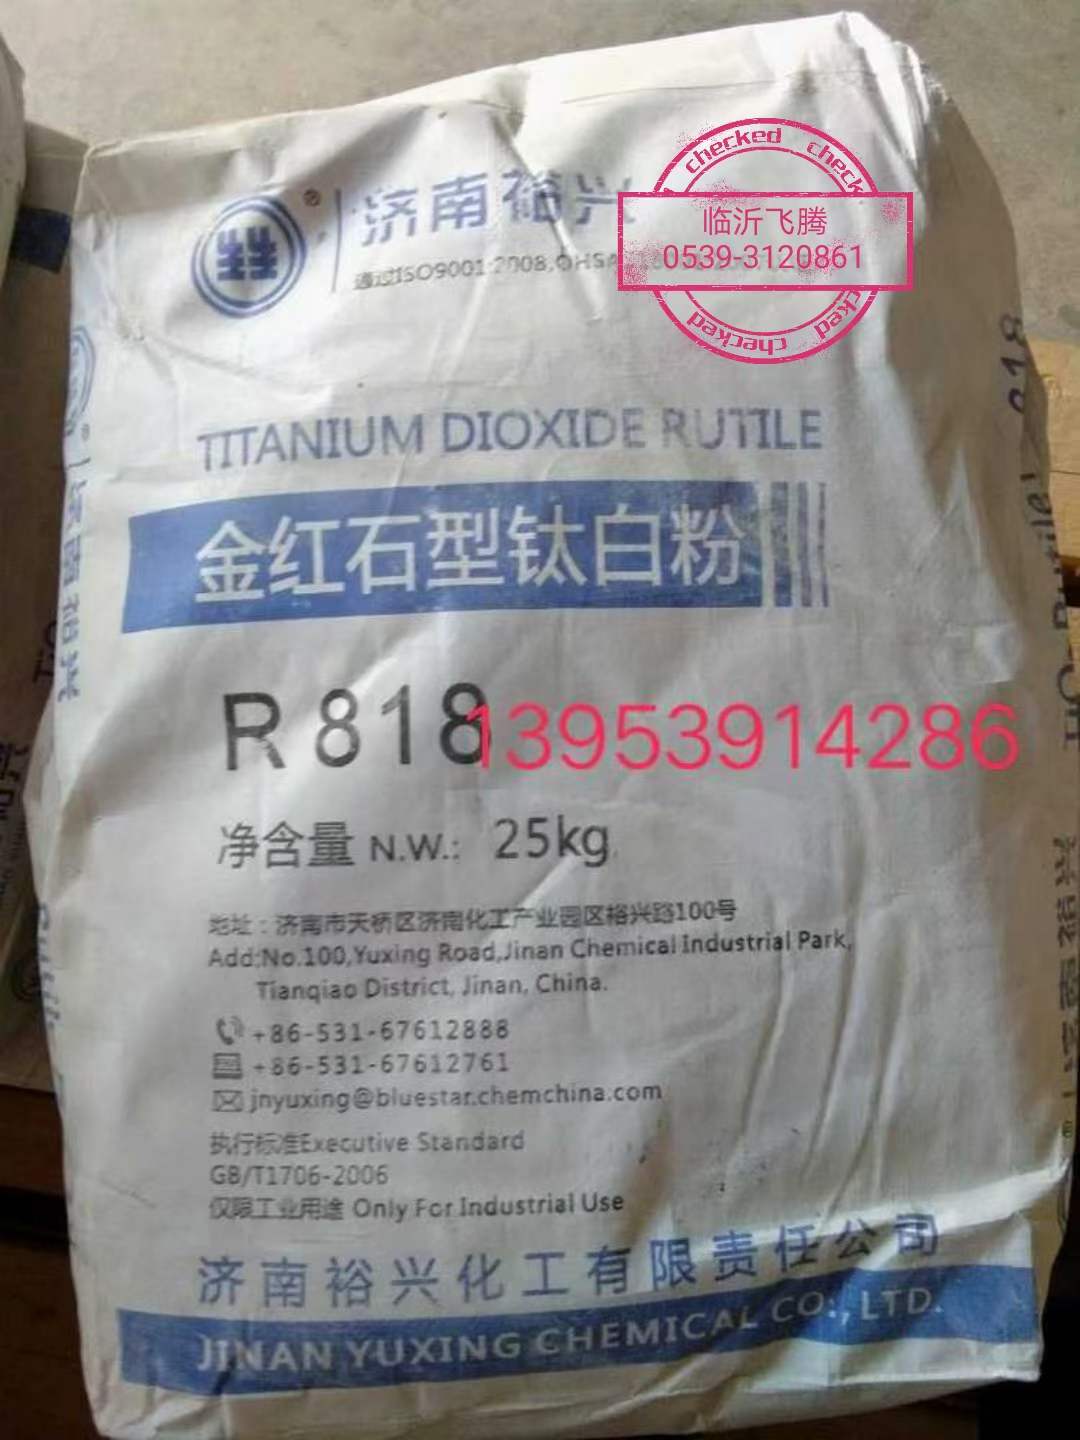 checked checked
济南裕兴
®
临沂飞腾
0539-3120861
通过ISO9001:2008,OHSA
checked checked
TITANIUM DIOXIDE RUTILE
金红石型钛白粉
R 818
13953914286
净含量 N.W.: 25kg
地址：济南市天桥区济南化工产业园区裕兴路100号
Add:No.100,Yuxing Road,Jinan Chemical Industrial Park,
Tianqiao District, Jinan, China.
+86-531-67612888
+86-531-67612761
jnyuxing@bluestar.chemchina.com
执行标准Executive Standard
GB/T1706-2006
仅限工业用途 Only For Industrial Use
济南裕兴化工有限责任公司
JINAN YUXING CHEMICAL CO., LTD.